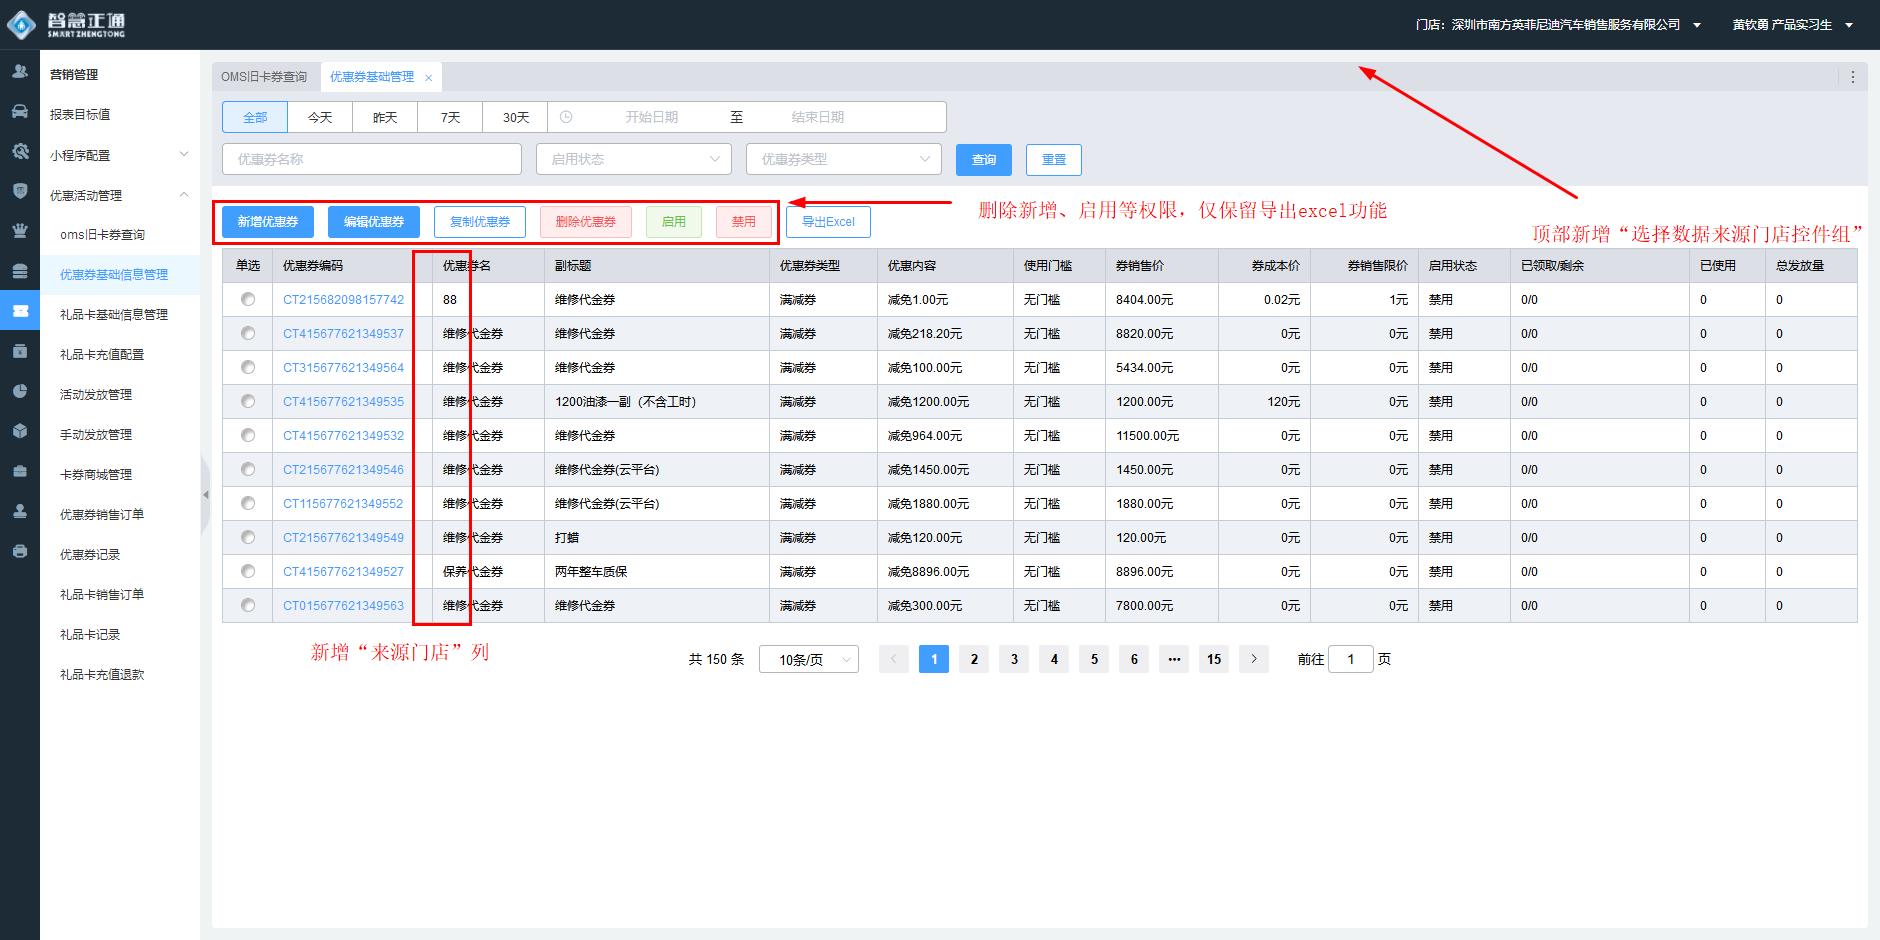 智慧正通
SMART ZHENGTONG
门店：深圳市南方英菲尼迪汽车销售服务有限公司
黄钦勇 产品实习生
营销管理
报表目标值
小程序配置
优惠活动管理
oms旧卡券查询
优惠券基础信息管理
礼品卡基础信息管理
礼品卡充值配置
活动发放管理
手动发放管理
卡券商城管理
优惠券销售订单
优惠券记录
礼品卡销售订单
礼品卡记录
礼品卡充值退款
OMS旧卡券查询 优惠券基础管理 ×
全部 今天 昨天 7天 30天 开始日期 至 结束日期
优惠券名称 启用状态 优惠券类型 查询 重置
新增优惠券 编辑优惠券 复制优惠券 删除优惠券 启用 禁用 导出Excel
删除新增、启用等权限，仅保留导出excel功能
顶部新增“选择数据来源门店控件组”
单选 优惠券编码 优惠券名 副标题 优惠券类型 优惠内容 使用门槛 券销售价 券成本价 券销售限价 启用状态 已领取/剩余 已使用 总发放量
CT215682098157742 88 维修代金券 满减券 减免1.00元 无门槛 8404.00元 0.02元 1元 禁用 0/0 0 0
CT415677621349537 维修代金券 维修代金券 满减券 减免218.20元 无门槛 8820.00元 0元 0元 禁用 0/0 0 0
CT315677621349564 维修代金券 维修代金券 满减券 减免100.00元 无门槛 5434.00元 0元 0元 禁用 0/0 0 0
CT415677621349535 维修代金券 1200油漆一副（不含工时） 满减券 减免1200.00元 无门槛 1200.00元 120元 0元 禁用 0/0 0 0
CT415677621349532 维修代金券 维修代金券 满减券 减免964.00元 无门槛 11500.00元 0元 0元 禁用 0/0 0 0
CT215677621349546 维修代金券 维修代金券(云平台) 满减券 减免1450.00元 无门槛 1450.00元 0元 0元 禁用 0/0 0 0
CT115677621349552 维修代金券 维修代金券(云平台) 满减券 减免1880.00元 无门槛 1880.00元 0元 0元 禁用 0/0 0 0
CT215677621349549 维修代金券 打蜡 满减券 减免120.00元 无门槛 120.00元 0元 0元 禁用 0/0 0 0
CT415677621349527 保养代金券 两年整车质保 满减券 减免8896.00元 无门槛 8896.00元 0元 0元 禁用 0/0 0 0
CT015677621349563 维修代金券 维修代金券 满减券 减免300.00元 无门槛 7800.00元 0元 0元 禁用 0/0 0 0
新增“来源门店”列
共 150 条 10条/页 < 1 2 3 4 5 6 ••• 15 > 前往 1 页